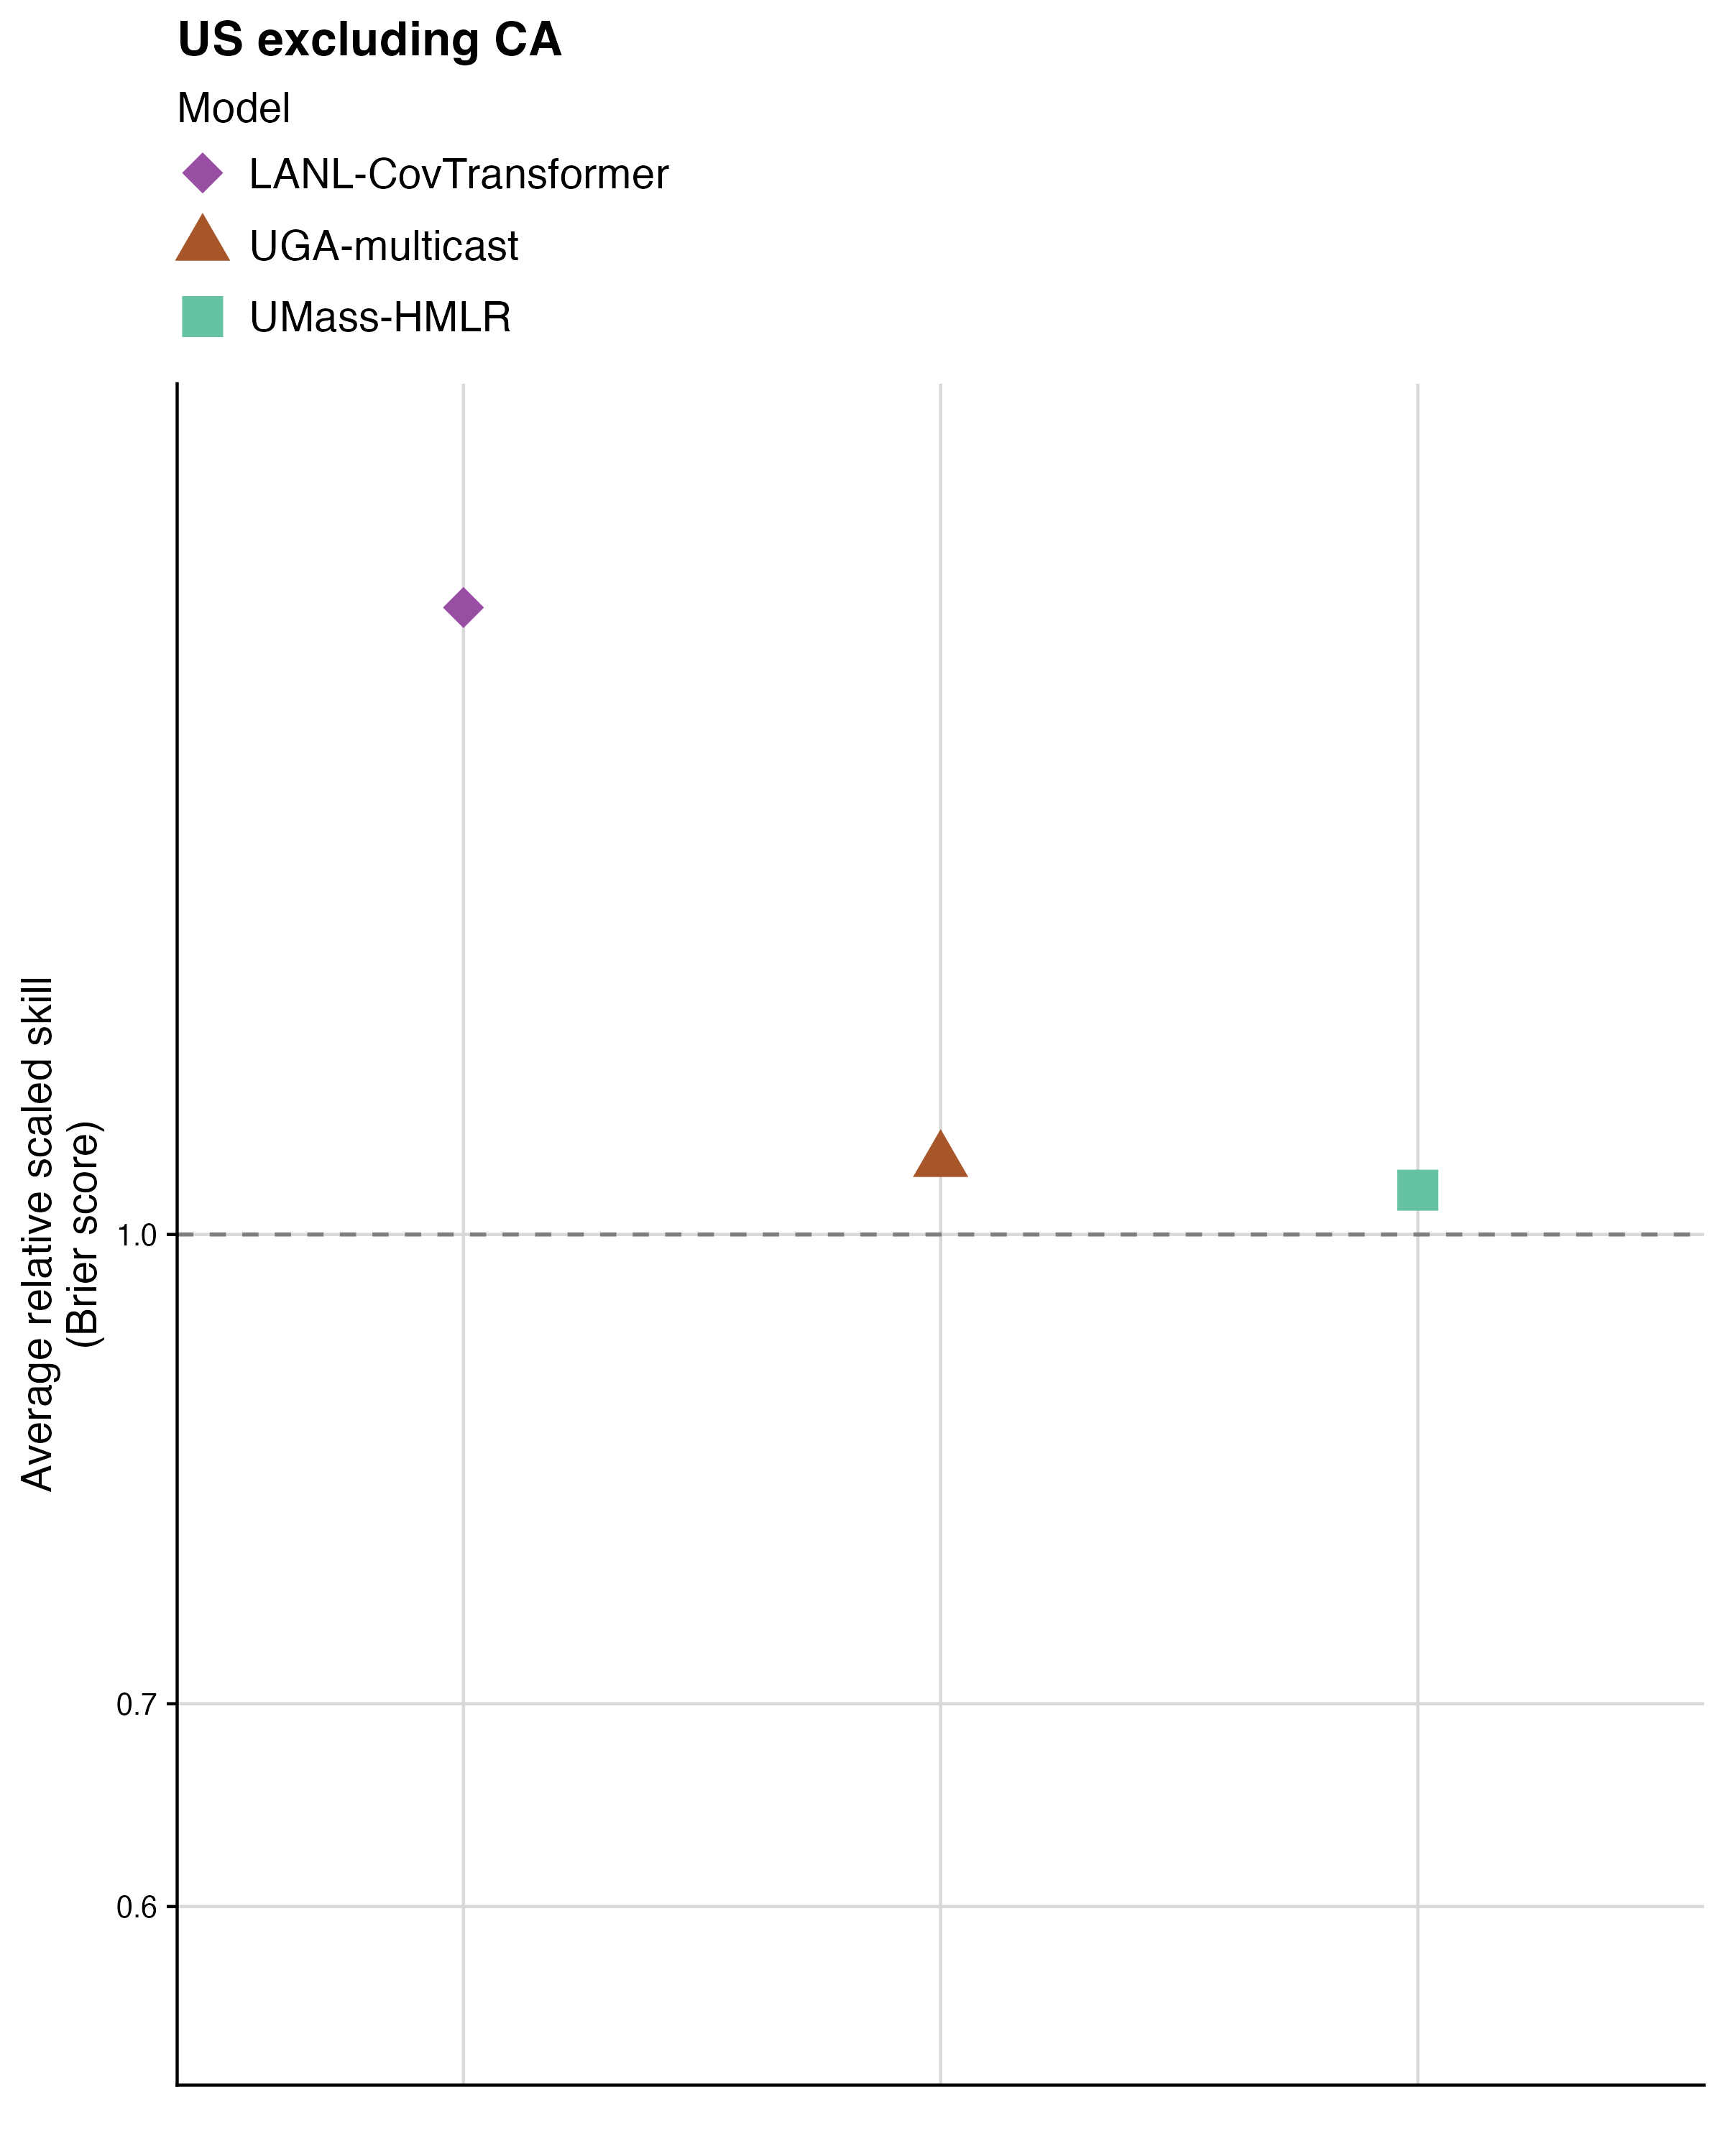 US excluding CA
Model
LANL-CovTransformer
UGA-multicast
UMass-HMLR
Average relative scaled skill
(Brier score)
1.0
0.7
0.6